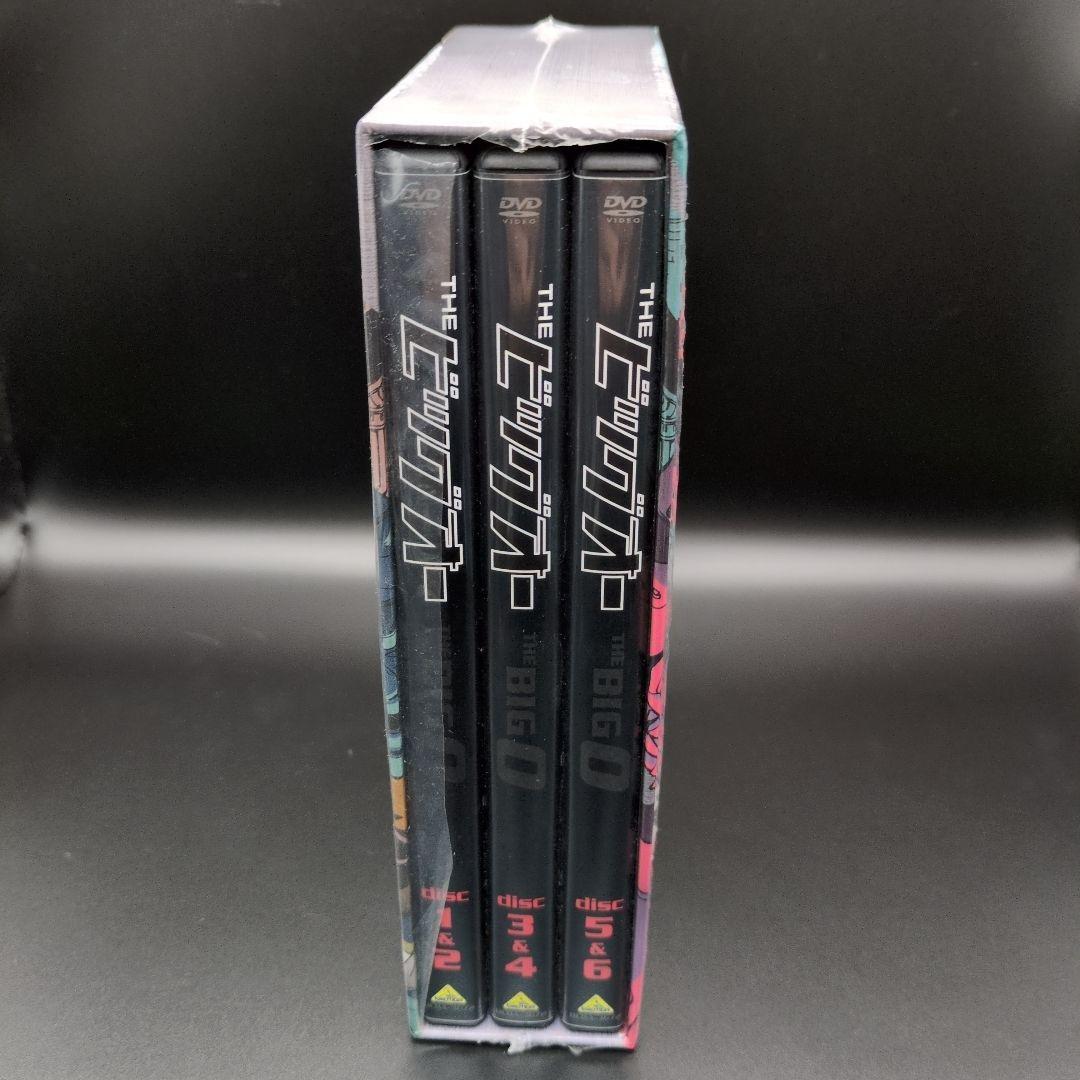 DVD
THE ビッグオー
THE BIG O
disc
1
&
2
DVD
VIDEO
THE ビッグオー
THE BIG O
disc
3
&
4
DVD
VIDEO
THE ビッグオー
THE BIG O
disc
5
&
6